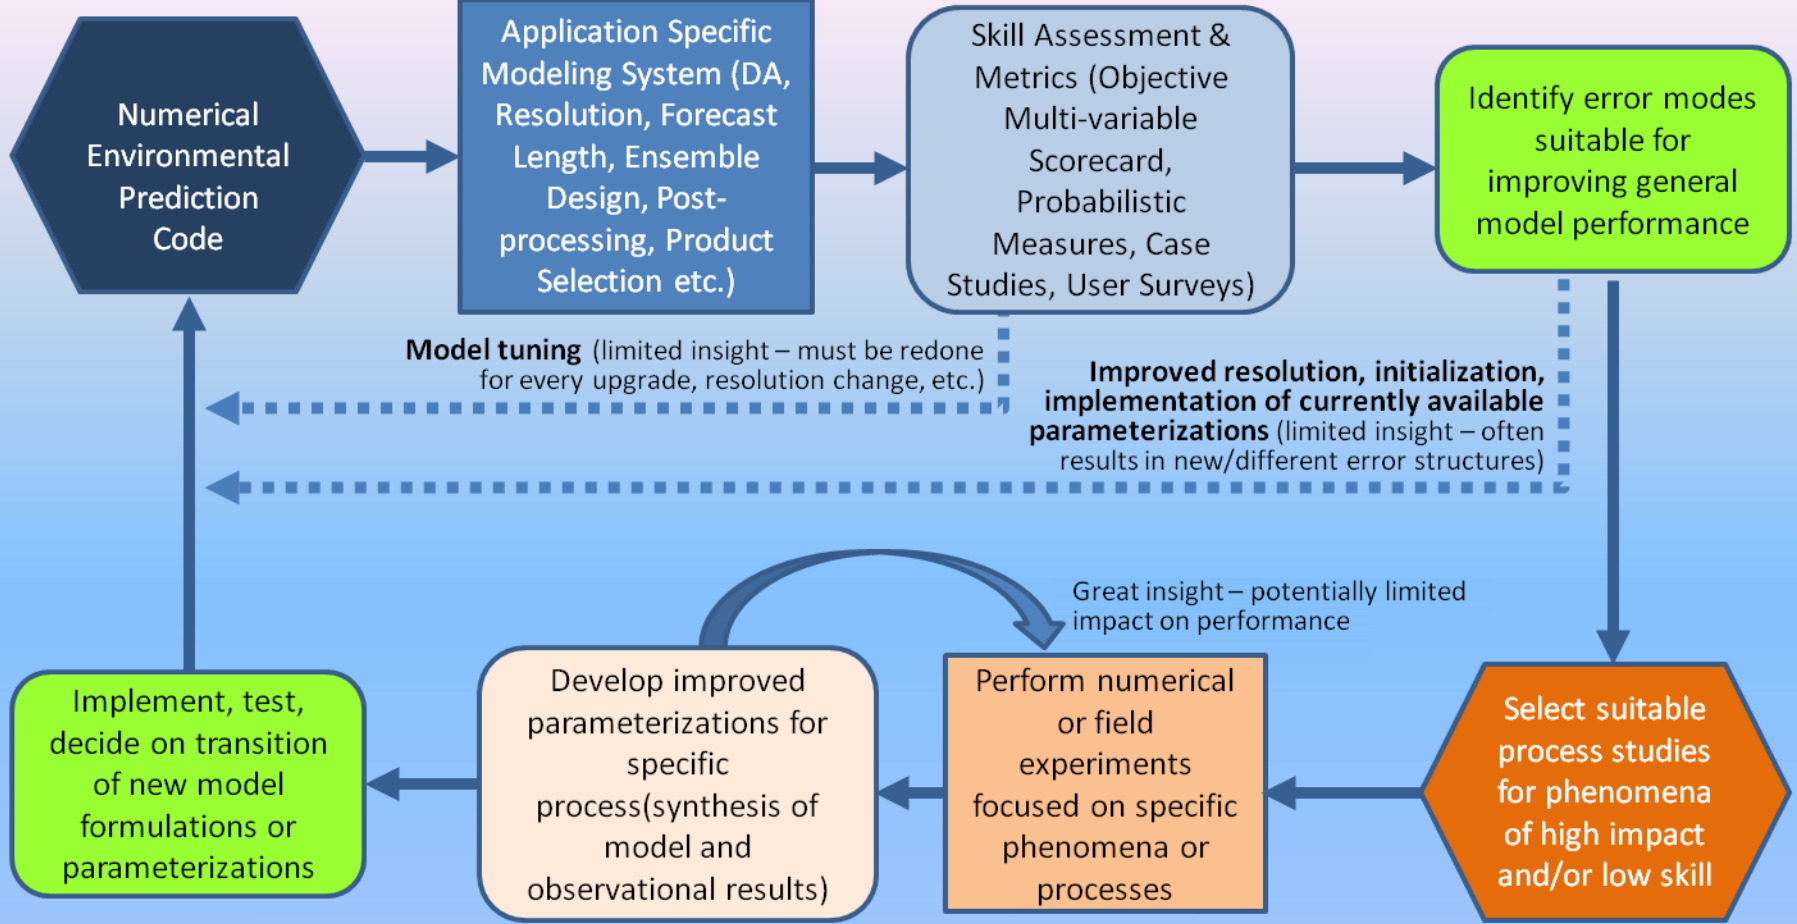 Numerical
Environmental
Prediction
Code
Application Specific
Modeling System (DA,
Resolution, Forecast
Length, Ensemble
Design, Post-
processing, Product
Selection etc.)
Skill Assessment &
Metrics (Objective
Multi-variable
Scorecard,
Probabilistic
Measures, Case
Studies, User Surveys)
Identify error modes
suitable for
improving general
model performance
Model tuning (limited insight – must be redone
for every upgrade, resolution change, etc.)
Improved resolution, initialization,
implementation of currently available
parameterizations (limited insight – often
results in new/different error structures)
Great insight – potentially limited
impact on performance
Implement, test,
decide on transition
of new model
formulations or
parameterizations
Develop improved
parameterizations for
specific
process(synthesis of
model and
observational results)
Perform numerical
or field
experiments
focused on specific
phenomena or
processes
Select suitable
process studies
for phenomena
of high impact
and/or low skill